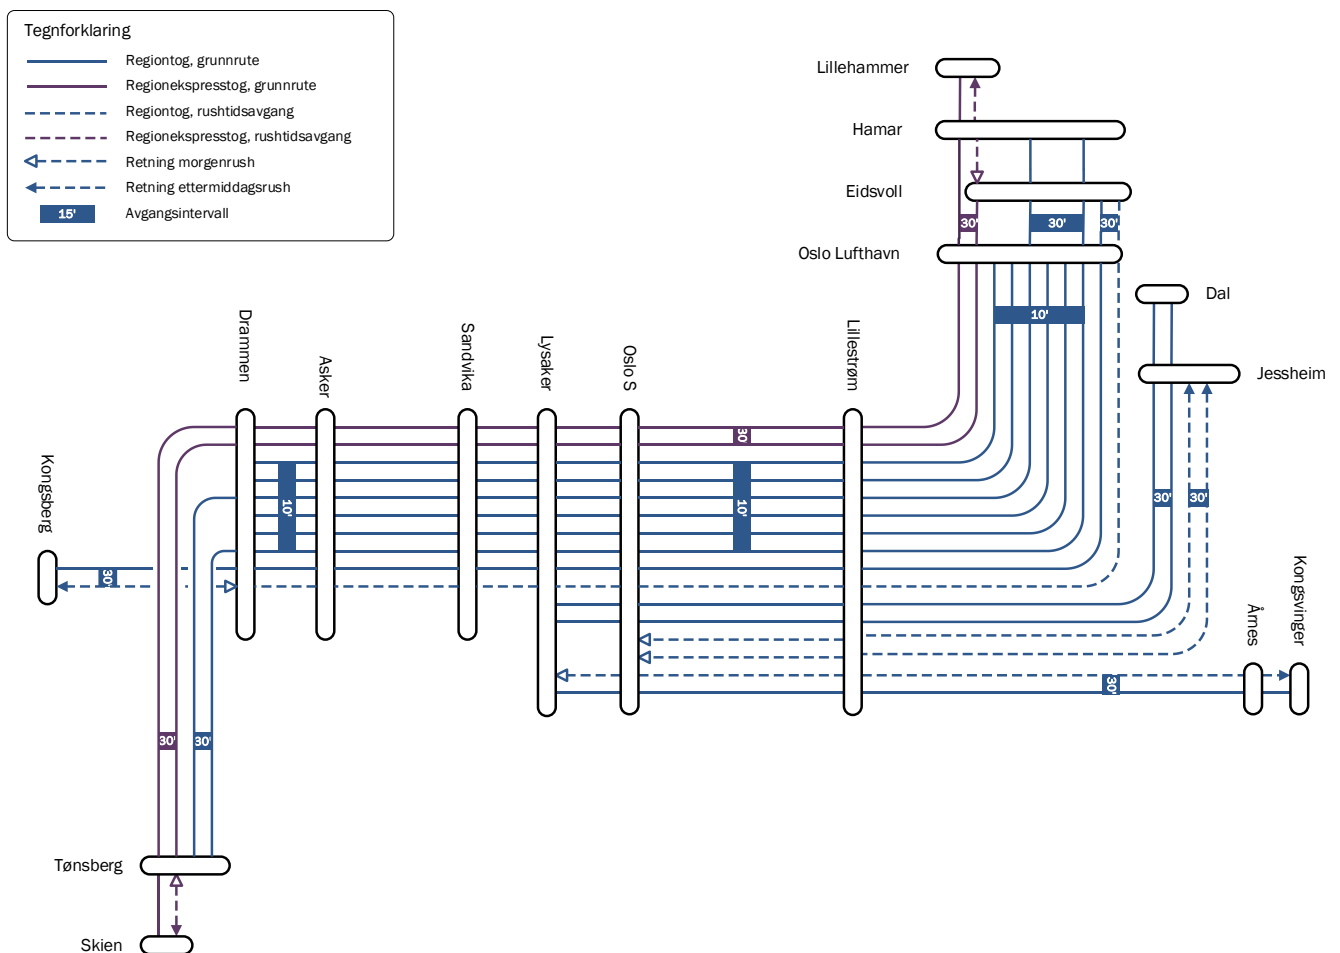 Tegnforklaring
Regiontog, grunnrute
Regionekspresstog, grunnrute
Regiontog, rushtidsavgang
Regionekspresstog, rushtidsavgang
Retning morgenrush
Retning ettermiddagsrush
15'
Avgangsintervall
Lillehammer
Hamar
Eidsvoll
30'
30'
30'
Oslo Lufthavn
Dal
10'
Jessheim
Drammen
Asker
Sandvika
Lysaker
Oslo S
Lillestrøm
30'
Kongsberg
10'
10'
30'
30'
30'
Årnes
Kongsvinger
30'
30'
30'
Tønsberg
Skien